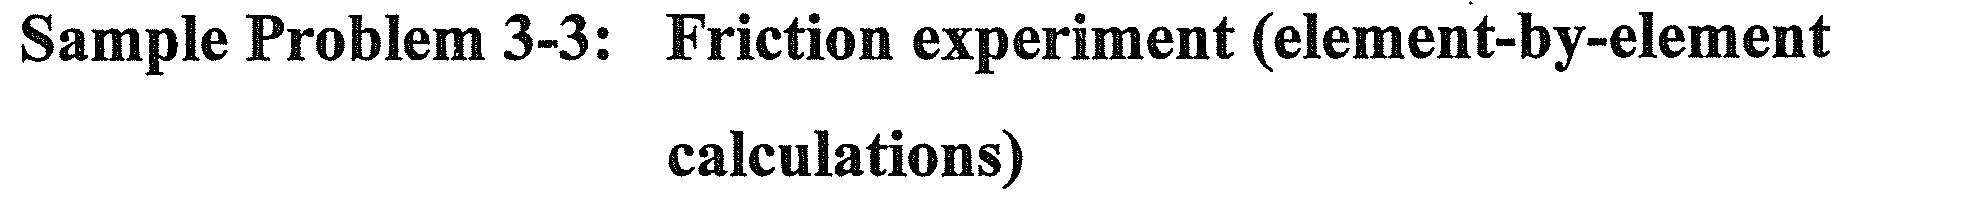 Sample Problem 3-3: Friction experiment (element-by-element
calculations)